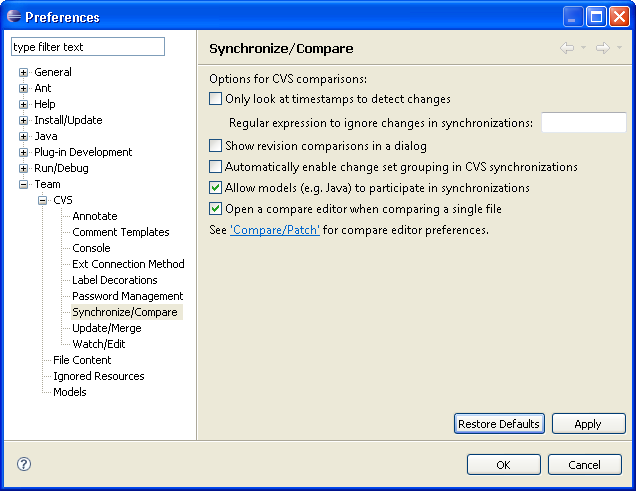 Preferences
type filter text
General
Ant
Help
Install/Update
Java
Plug-in Development
Run/Debug
Team
CVS
Annotate
Comment Templates
Console
Ext Connection Method
Label Decorations
Password Management
Synchronize/Compare
Update/Merge
Watch/Edit
File Content
Ignored Resources
Models
Synchronize/Compare
Options for CVS comparisons:
Only look at timestamps to detect changes
Regular expression to ignore changes in synchronizations:
Show revision comparisons in a dialog
Automatically enable change set grouping in CVS synchronizations
Allow models (e.g. Java) to participate in synchronizations
Open a compare editor when comparing a single file
See 'Compare/Patch' for compare editor preferences.
Restore Defaults
Apply
?
OK
Cancel